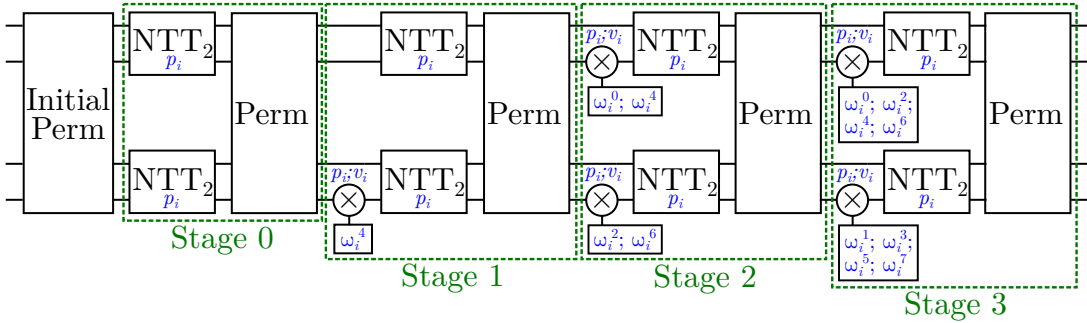 Initial
Perm
NTT₂
pᵢ
NTT₂
pᵢ
Perm
Stage 0
pᵢ;vᵢ
×
ωᵢ⁴
NTT₂
pᵢ
NTT₂
pᵢ
Perm
Stage 1
pᵢ;vᵢ
×
ωᵢ⁰; ωᵢ⁴
NTT₂
pᵢ
pᵢ;vᵢ
×
ωᵢ²; ωᵢ⁶
NTT₂
pᵢ
Perm
Stage 2
pᵢ;vᵢ
×
ωᵢ⁰; ωᵢ²;
ωᵢ⁴; ωᵢ⁶
NTT₂
pᵢ
pᵢ;vᵢ
×
ωᵢ¹; ωᵢ³;
ωᵢ⁵; ωᵢ⁷
NTT₂
pᵢ
Perm
Stage 3